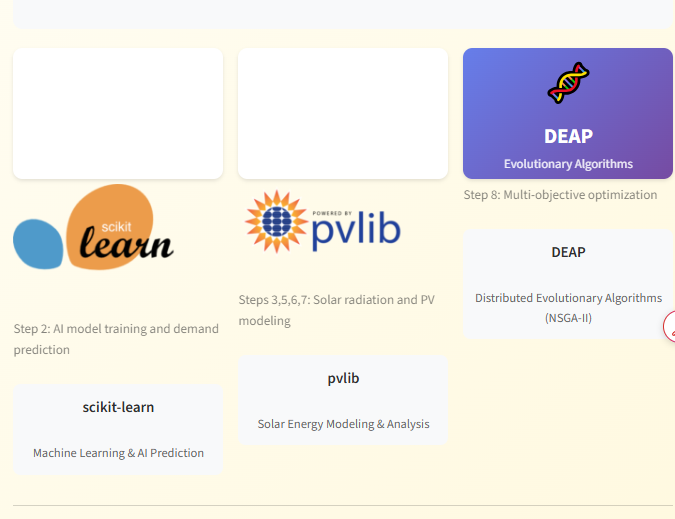 DEAP
Evolutionary Algorithms
scikit
learn
Step 2: AI model training and demand
prediction
scikit-learn
Machine Learning & AI Prediction
POWERED BY
pvlib
Steps 3,5,6,7: Solar radiation and PV
modeling
pvlib
Solar Energy Modeling & Analysis
Step 8: Multi-objective optimization
DEAP
Distributed Evolutionary Algorithms
(NSGA-II)